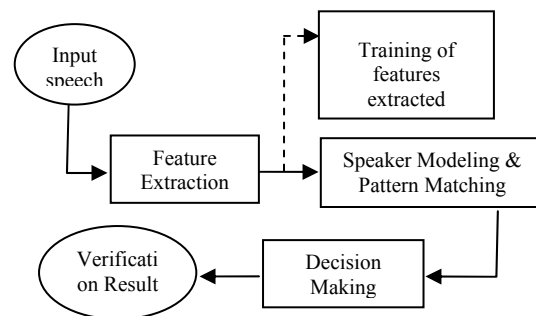 Input
speech
Training of
features
extracted
Feature
Extraction
Speaker Modeling &
Pattern Matching
Verificati
on Result
Decision
Making